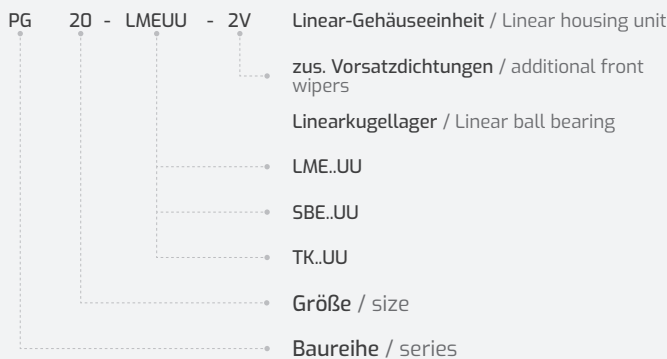 PG 20 - LMEUU - 2V Linear-Gehäuseeinheit / Linear housing unit
zus. Vorsatzdichtungen / additional front
wipers
Linearkugellager / Linear ball bearing
LME..UU
SBE..UU
TK..UU
Größe / size
Baureihe / series